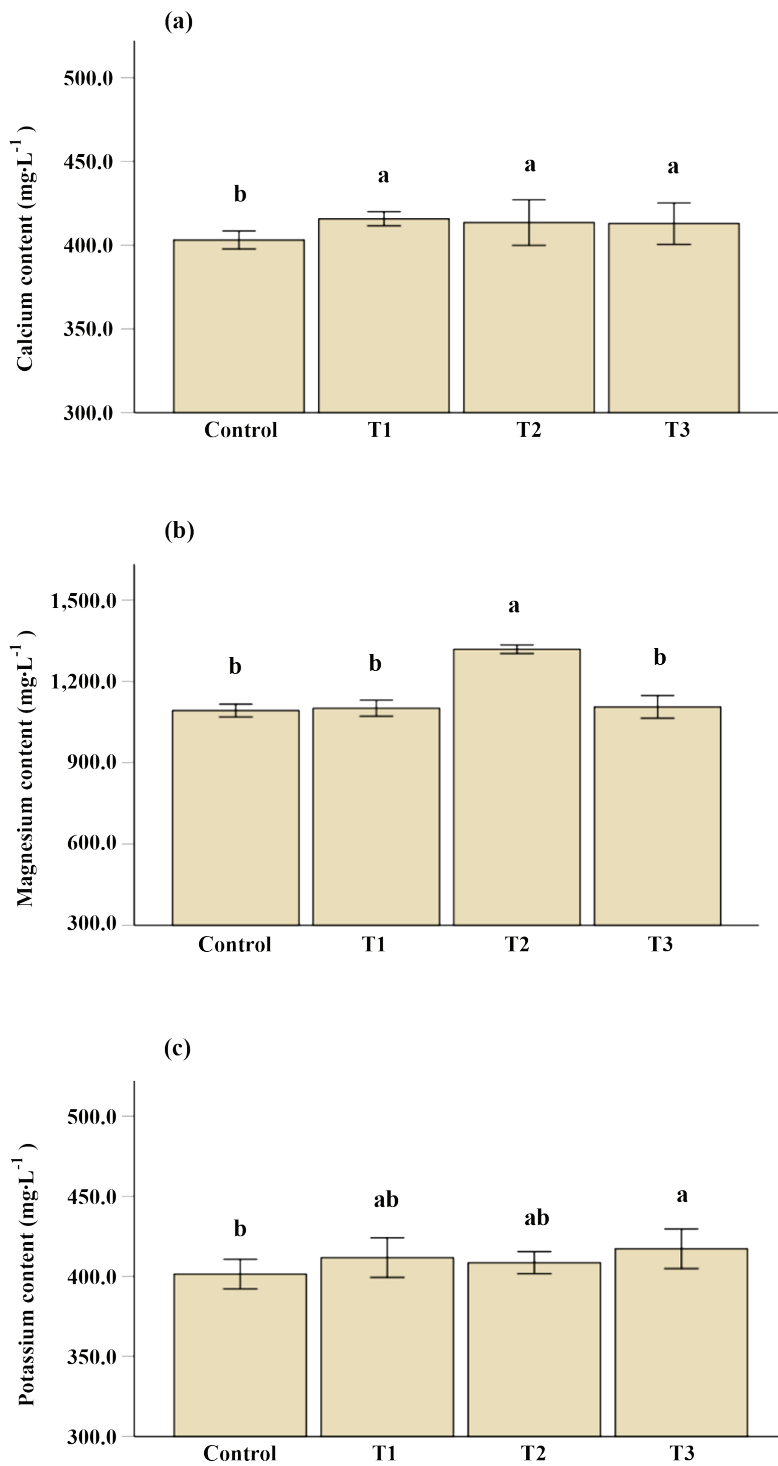 (a)
Calcium content (mg·L⁻¹ )
500.0
450.0
400.0
350.0
300.0
b
a
a
a
Control T1 T2 T3
(b)
Magnesium content (mg·L⁻¹ )
1,500.0
1,200.0
900.0
600.0
300.0
b
b
a
b
Control T1 T2 T3
(c)
Potassium content (mg·L⁻¹ )
500.0
450.0
400.0
350.0
300.0
b
ab
ab
a
Control T1 T2 T3